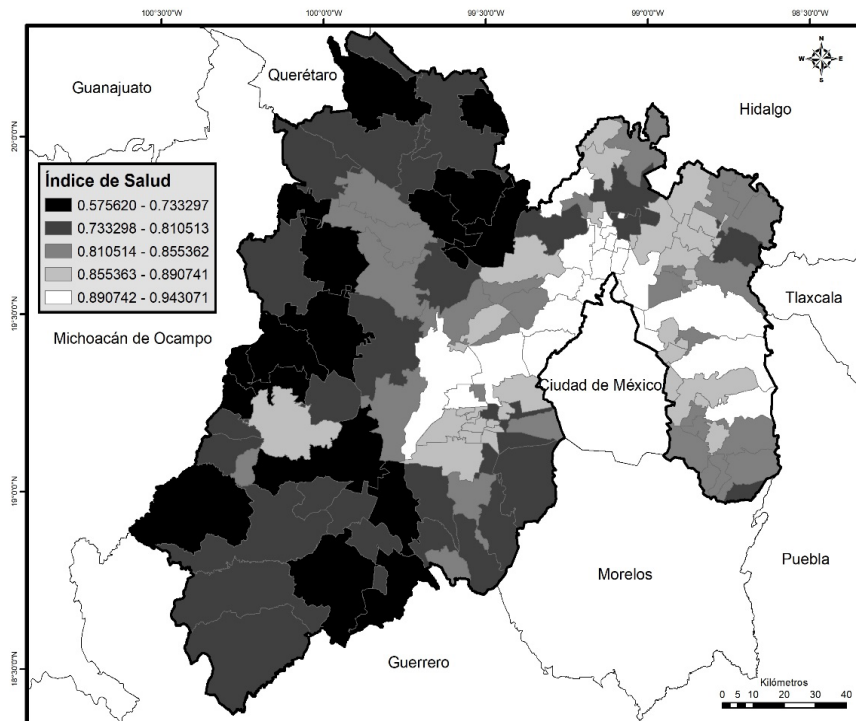 100°30'0"W 100°0'0"W 99°30'0"W 99°0'0"W 98°30'0"W
N
W E
S
Querétaro
Guanajuato
Hidalgo
20°0'0"N
Índice de Salud
0.575620 - 0.733297
0.733298 - 0.810513
0.810514 - 0.855362
0.855363 - 0.890741
0.890742 - 0.943071
Tlaxcala
19°30'0"N
Michoacán de Ocampo
Ciudad de México
19°0'0"N
Puebla
Morelos
Guerrero
18°30'0"N
Kilómetros
0 5 10 20 30 40